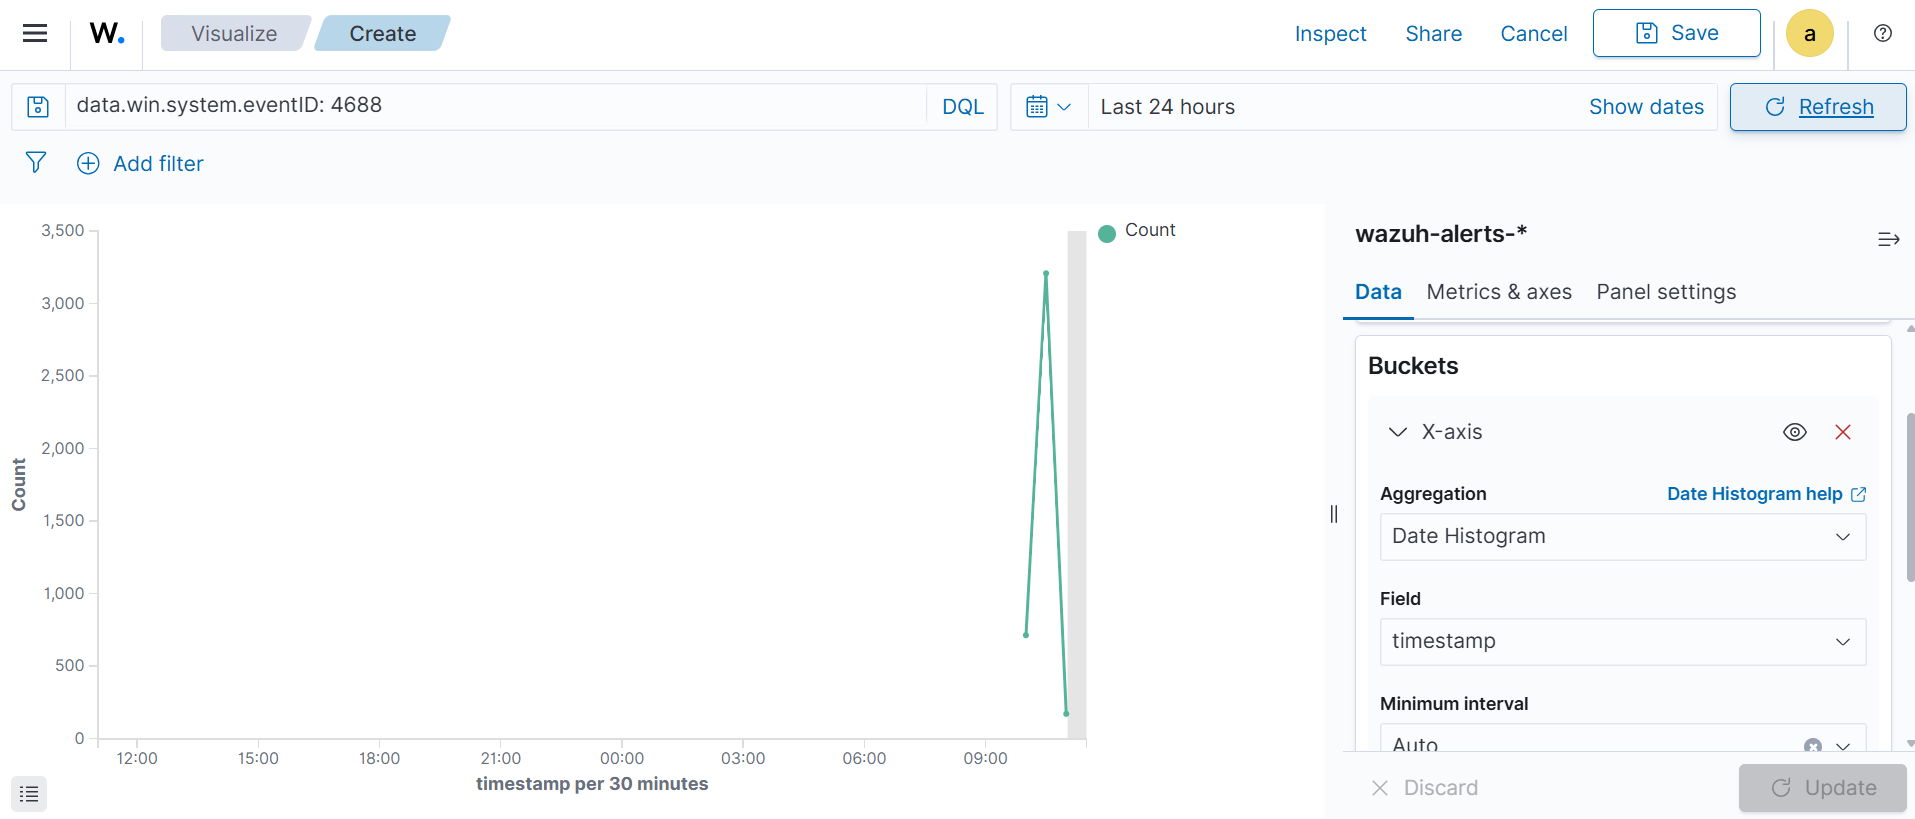 W. Visualize Create Inspect Share Cancel Save a
data.win.system.eventID: 4688 DQL Last 24 hours Show dates Refresh
Add filter
3,500
3,000
2,500
2,000
1,500
1,000
500
0
Count
12:00 15:00 18:00 21:00 00:00 03:00 06:00 09:00
timestamp per 30 minutes
Count
wazuh-alerts-*
Data Metrics & axes Panel settings
Buckets
X-axis
Aggregation Date Histogram help
Date Histogram
Field
timestamp
Minimum interval
Auto
Discard Update